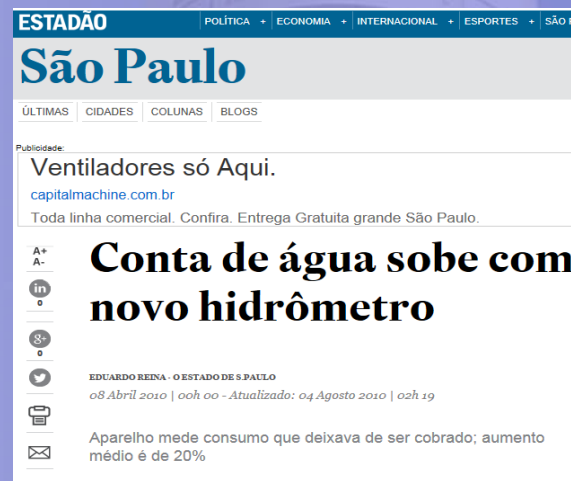 ESTADÃO
POLÍTICA + ECONOMIA + INTERNACIONAL + ESPORTES + SÃO
São Paulo
ÚLTIMAS CIDADES COLUNAS BLOGS
Publicidade:
Ventiladores só Aqui.
capitalmachine.com.br
Toda linha comercial. Confira. Entrega Gratuita grande São Paulo.
A+
A-
Conta de água sobe com
novo hidrômetro
in
0
8+
0
EDUARDO REINA - O ESTADO DE S.PAULO
08 Abril 2010 | 00h 00 - Atualizado: 04 Agosto 2010 | 02h 19
Aparelho mede consumo que deixava de ser cobrado; aumento
médio é de 20%